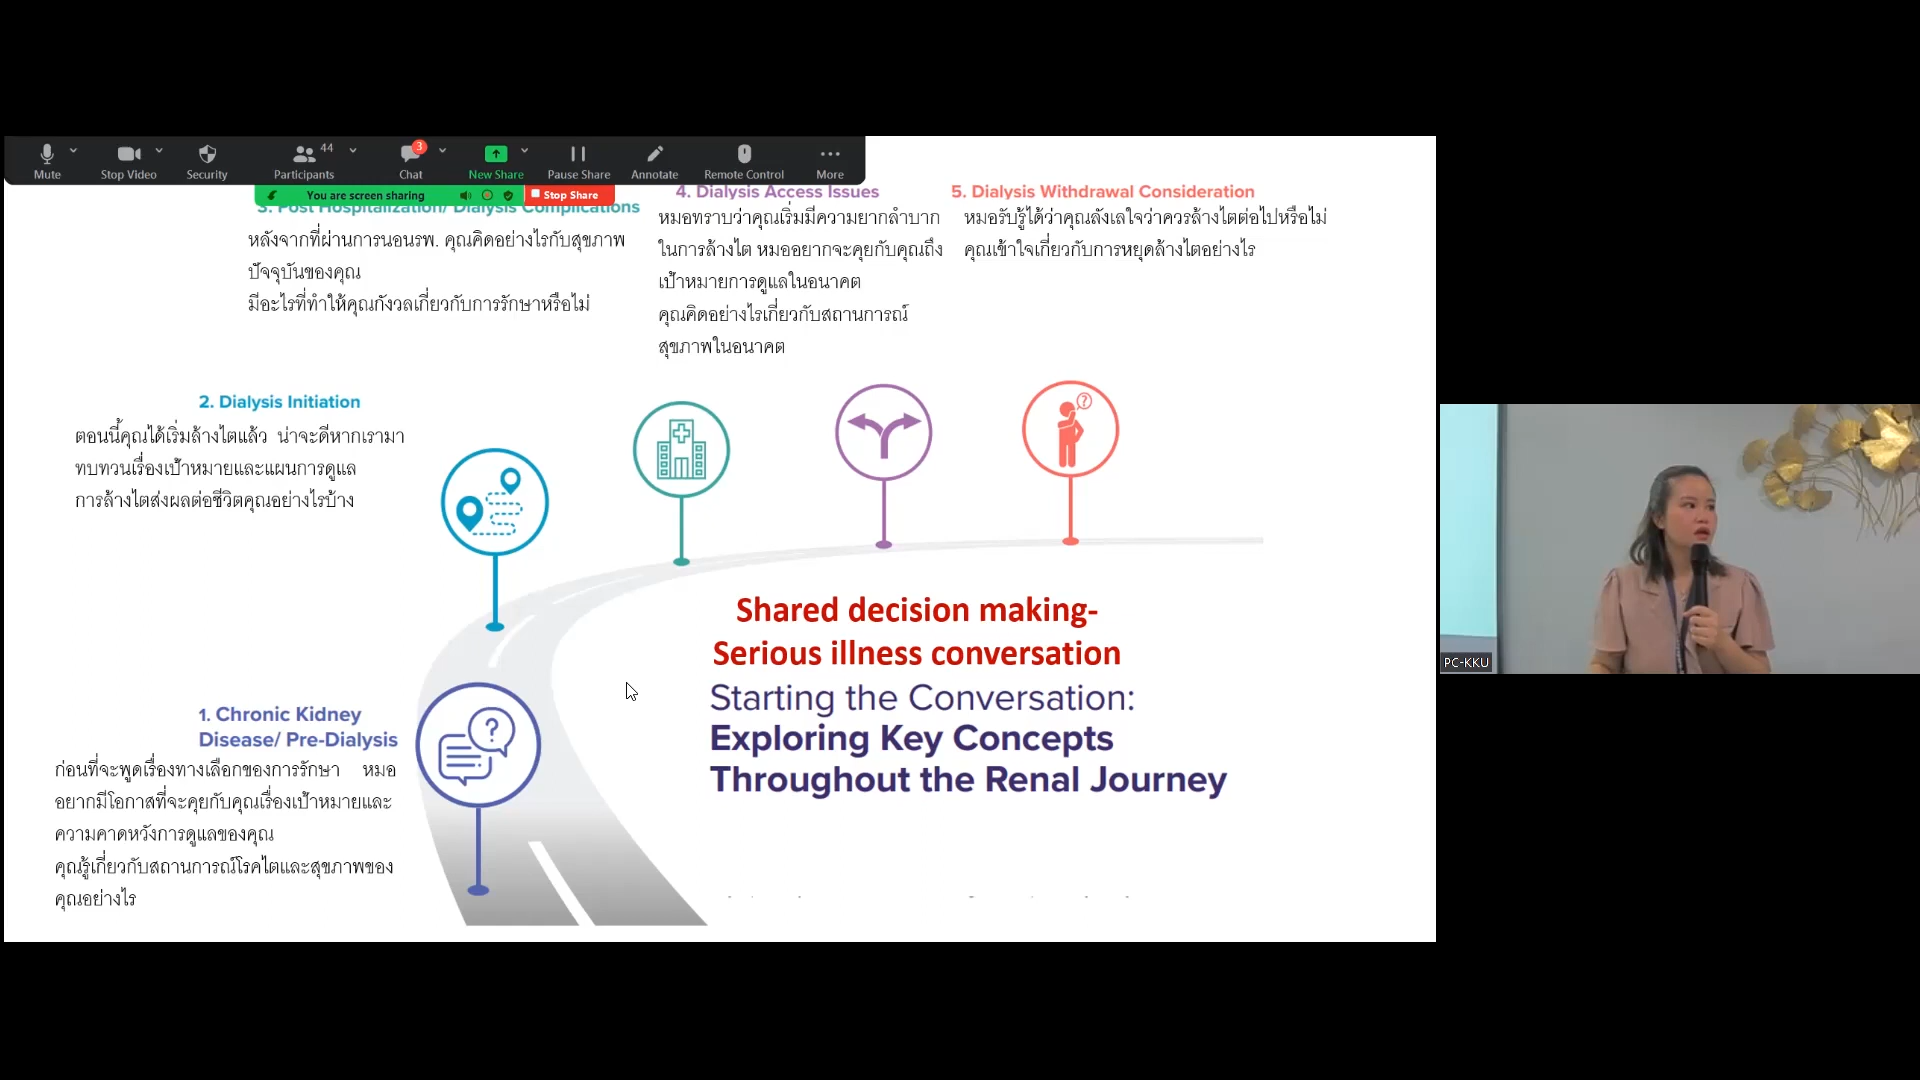 Mute
Stop Video
Security
44
Participants
3
Chat
New Share
Pause Share
Annotate
Remote Control
More
You are screen sharing
Stop Share
3. Post Hospitalization/ Dialysis Complications
หลังจากที่ผ่านการนอนรพ. คุณคิดอย่างไรกับสุขภาพ
ปัจจุบันของคุณ
มีอะไรที่ทำให้คุณกังวลเกี่ยวกับการรักษาหรือไม่
4. Dialysis Access Issues
หมอทราบว่าคุณเริ่มมีความยากลำบาก
ในการล้างไต หมออยากจะคุยกับคุณถึง
เป้าหมายการดูแลในอนาคต
คุณคิดอย่างไรเกี่ยวกับสถานการณ์
สุขภาพในอนาคต
5. Dialysis Withdrawal Consideration
หมอรับรู้ได้ว่าคุณลังเลใจว่าควรล้างไตต่อไปหรือไม่
คุณเข้าใจเกี่ยวกับการหยุดล้างไตอย่างไร
2. Dialysis Initiation
ตอนนี้คุณได้เริ่มล้างไตแล้ว น่าจะดีหากเรามา
ทบทวนเรื่องเป้าหมายและแผนการดูแล
การล้างไตส่งผลต่อชีวิตคุณอย่างไรบ้าง
1. Chronic Kidney
Disease/ Pre-Dialysis
ก่อนที่จะพูดเรื่องทางเลือกของการรักษา หมอ
อยากมีโอกาสที่จะคุยกับคุณเรื่องเป้าหมายและ
ความคาดหวังการดูแลของคุณ
คุณรู้เกี่ยวกับสถานการณ์โรคไตและสุขภาพของ
คุณอย่างไร
Shared decision making-
Serious illness conversation
Starting the Conversation:
Exploring Key Concepts
Throughout the Renal Journey
PC-KKU